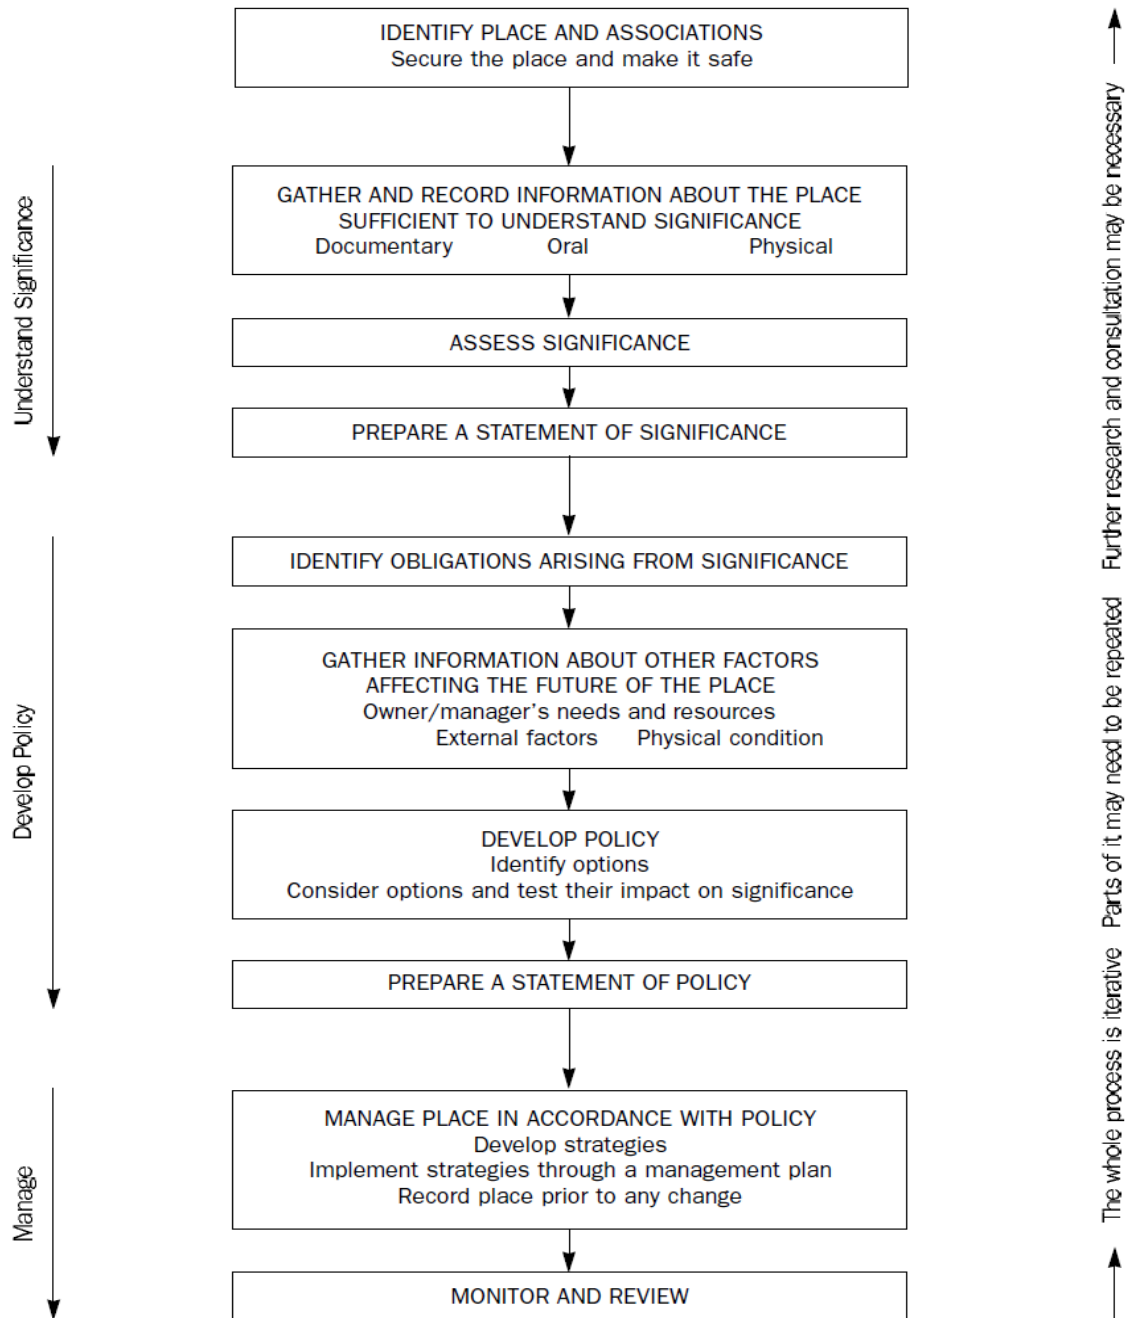 IDENTIFY PLACE AND ASSOCIATIONS
Secure the place and make it safe
GATHER AND RECORD INFORMATION ABOUT THE PLACE
SUFFICIENT TO UNDERSTAND SIGNIFICANCE
Documentary Oral Physical
ASSESS SIGNIFICANCE
PREPARE A STATEMENT OF SIGNIFICANCE
IDENTIFY OBLIGATIONS ARISING FROM SIGNIFICANCE
GATHER INFORMATION ABOUT OTHER FACTORS
AFFECTING THE FUTURE OF THE PLACE
Owner/manager's needs and resources
External factors Physical condition
DEVELOP POLICY
Identify options
Consider options and test their impact on significance
PREPARE A STATEMENT OF POLICY
MANAGE PLACE IN ACCORDANCE WITH POLICY
Develop strategies
Implement strategies through a management plan
Record place prior to any change
MONITOR AND REVIEW
Understand Significance
Develop Policy
Manage
The whole process is iterative Parts of it may need to be repeated Further research and consultation may be necessary